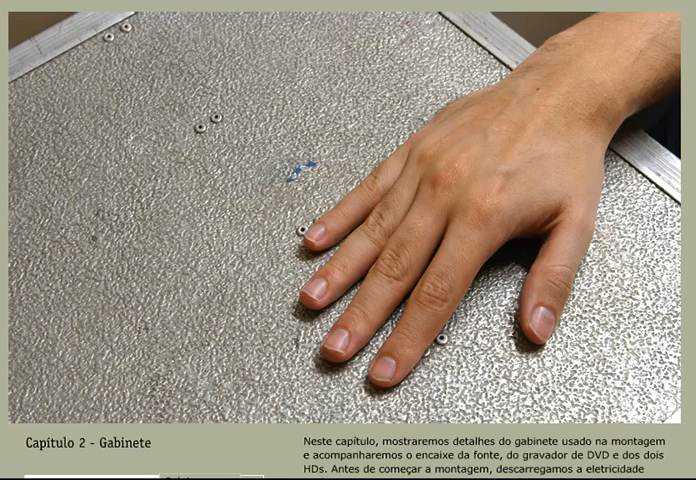 Capítulo 2 - Gabinete
Neste capítulo, mostraremos detalhes do gabinete usado na montagem
e acompanharemos o encaixe da fonte, do gravador de DVD e dos dois
HDs. Antes de começar a montagem, descarregamos a eletricidade